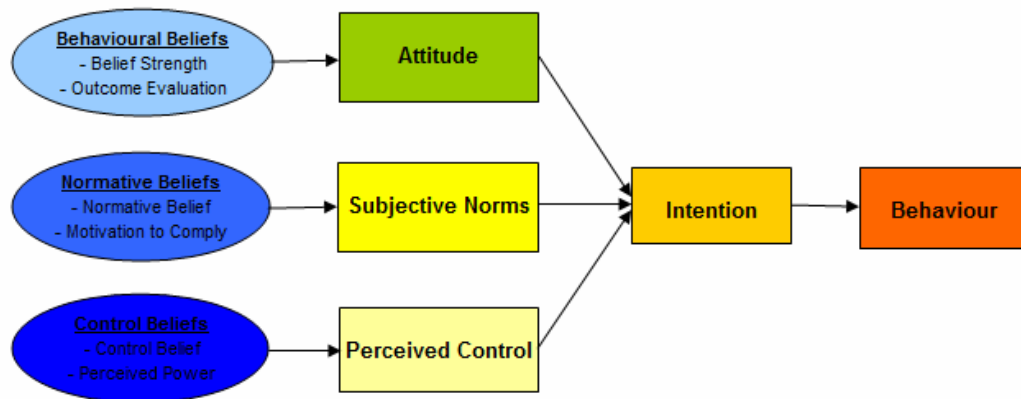 Behavioural Beliefs
- Belief Strength
- Outcome Evaluation
Attitude
Normative Beliefs
- Normative Belief
- Motivation to Comply
Subjective Norms
Intention
Behaviour
Control Beliefs
- Control Belief
- Perceived Power
Perceived Control